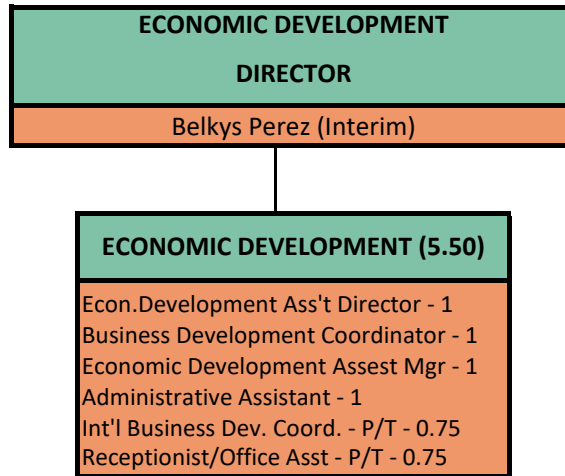 ECONOMIC DEVELOPMENT
DIRECTOR
Belkys Perez (Interim)
ECONOMIC DEVELOPMENT (5.50)
Econ.Development Ass't Director - 1
Business Development Coordinator - 1
Economic Development Assest Mgr - 1
Administrative Assistant - 1
Int'l Business Dev. Coord. - P/T - 0.75
Receptionist/Office Asst - P/T - 0.75